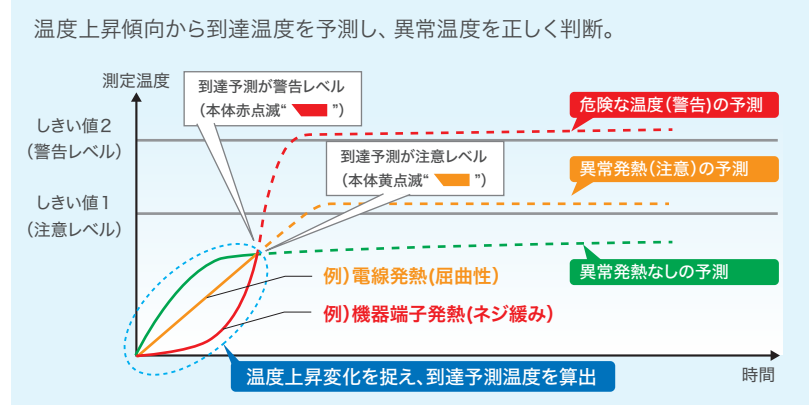 温度上昇傾向から到達温度を予測し、異常温度を正しく判断。
測定温度
到達予測が警告レベル
（本体赤点滅“ ”）
危険な温度（警告）の予測
しきい値２
（警告レベル）
到達予測が注意レベル
（本体黄点滅“ ”）
異常発熱（注意）の予測
しきい値１
（注意レベル）
異常発熱なしの予測
例）電線発熱(屈曲性）
例）機器端子発熱(ネジ緩み）
温度上昇変化を捉え、到達予測温度を算出
時間